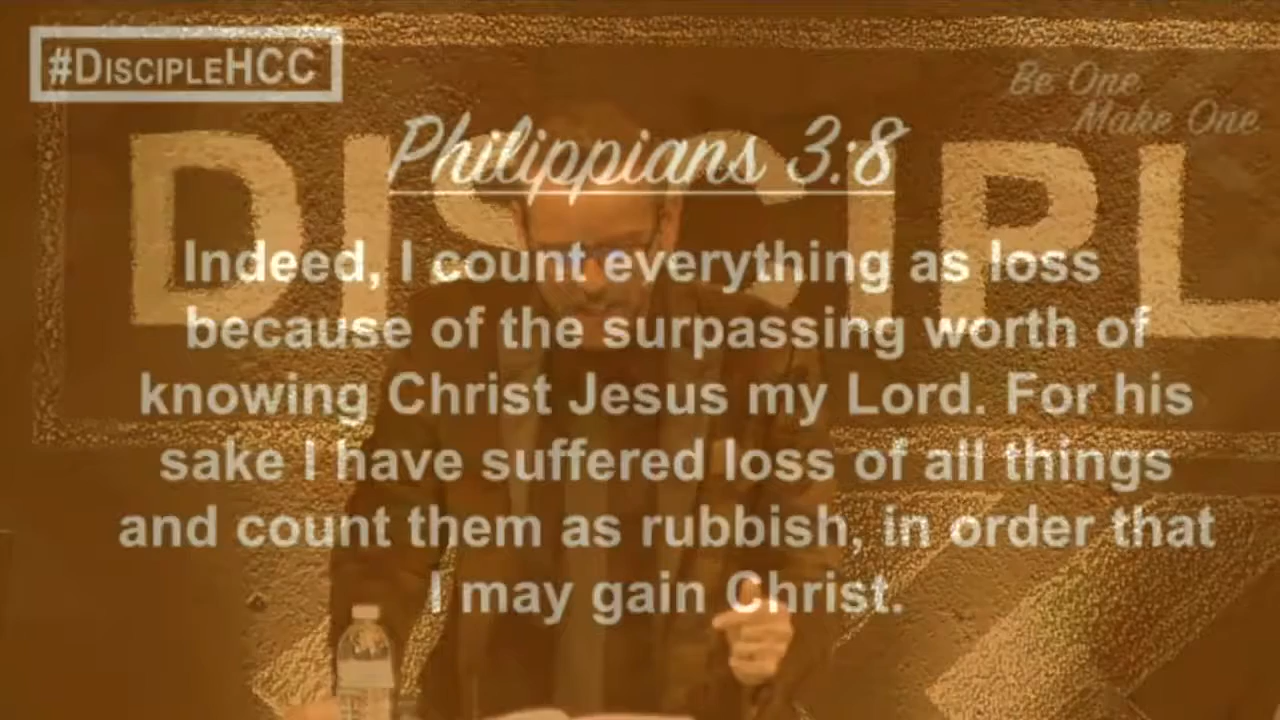 #DISCIPLEHCC
Be One
Make One
DISCIPL
Philippians 3:8
Indeed, I count everything as loss
because of the surpassing worth of
knowing Christ Jesus my Lord. For his
sake I have suffered loss of all things
and count them as rubbish, in order that
I may gain Christ.